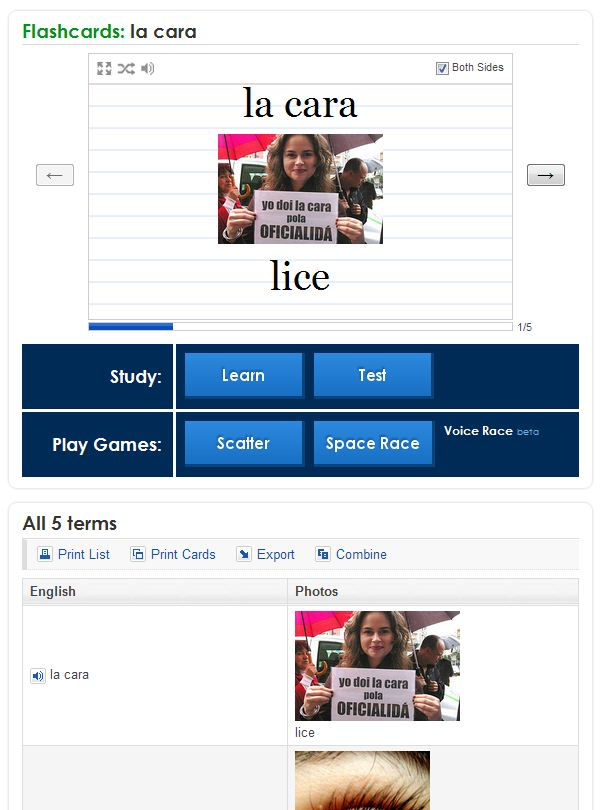 Flashcards: la cara
Both Sides
la cara
yo doi la cara
pola
OFICIALIDÁ
lice
1/5
Study:
Learn
Test
Play Games:
Scatter
Space Race
Voice Race beta
All 5 terms
Print List
Print Cards
Export
Combine
English
Photos
la cara
yo doi la cara
pola
OFICIALIDÁ
lice